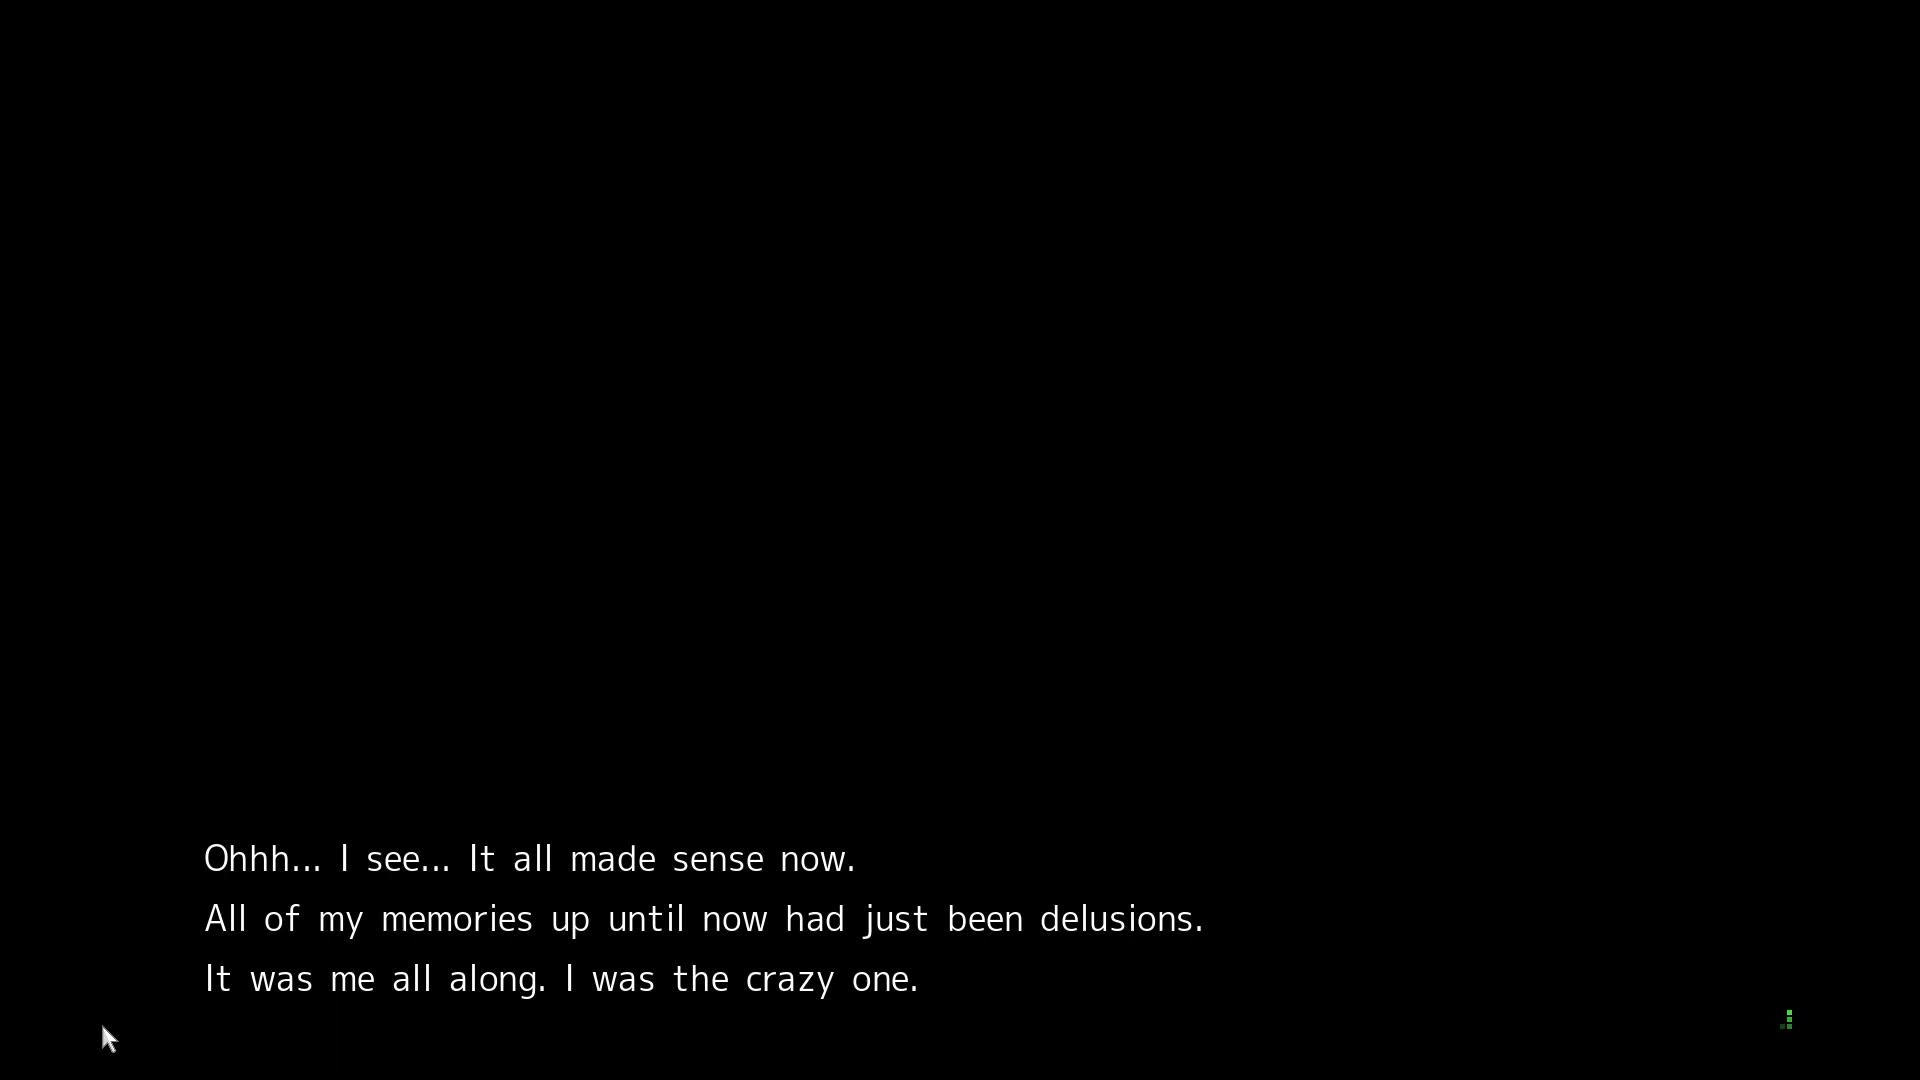 Ohhh... I see... It all made sense now.
All of my memories up until now had just been delusions.
It was me all along. I was the crazy one.